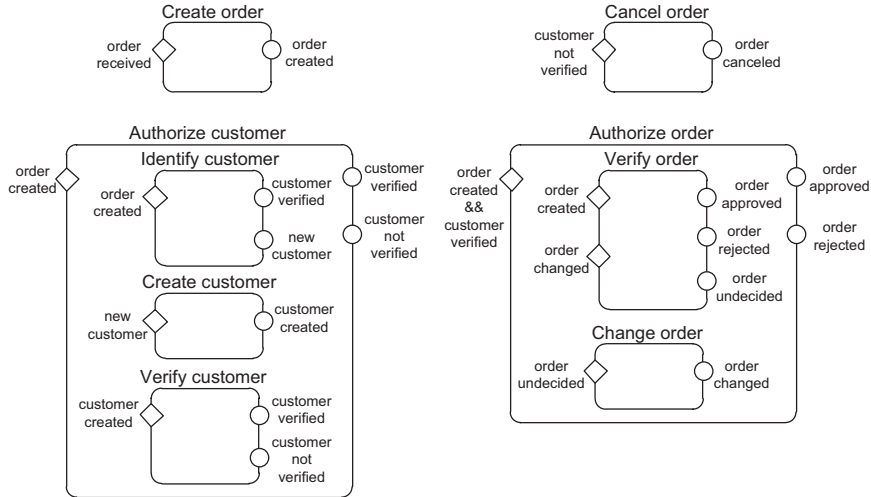 Create order
order
received
order
created
Cancel order
customer
not
verified
order
canceled
Authorize customer
order
created
Identify customer
order
created
customer
verified
new
customer
customer
verified
customer
not
verified
Create customer
new
customer
customer
created
Verify customer
customer
created
customer
verified
customer
not
verified
Authorize order
order
created
&&
customer
verified
Verify order
order
created
order
changed
order
approved
order
rejected
order
undecided
order
approved
order
rejected
Change order
order
undecided
order
changed